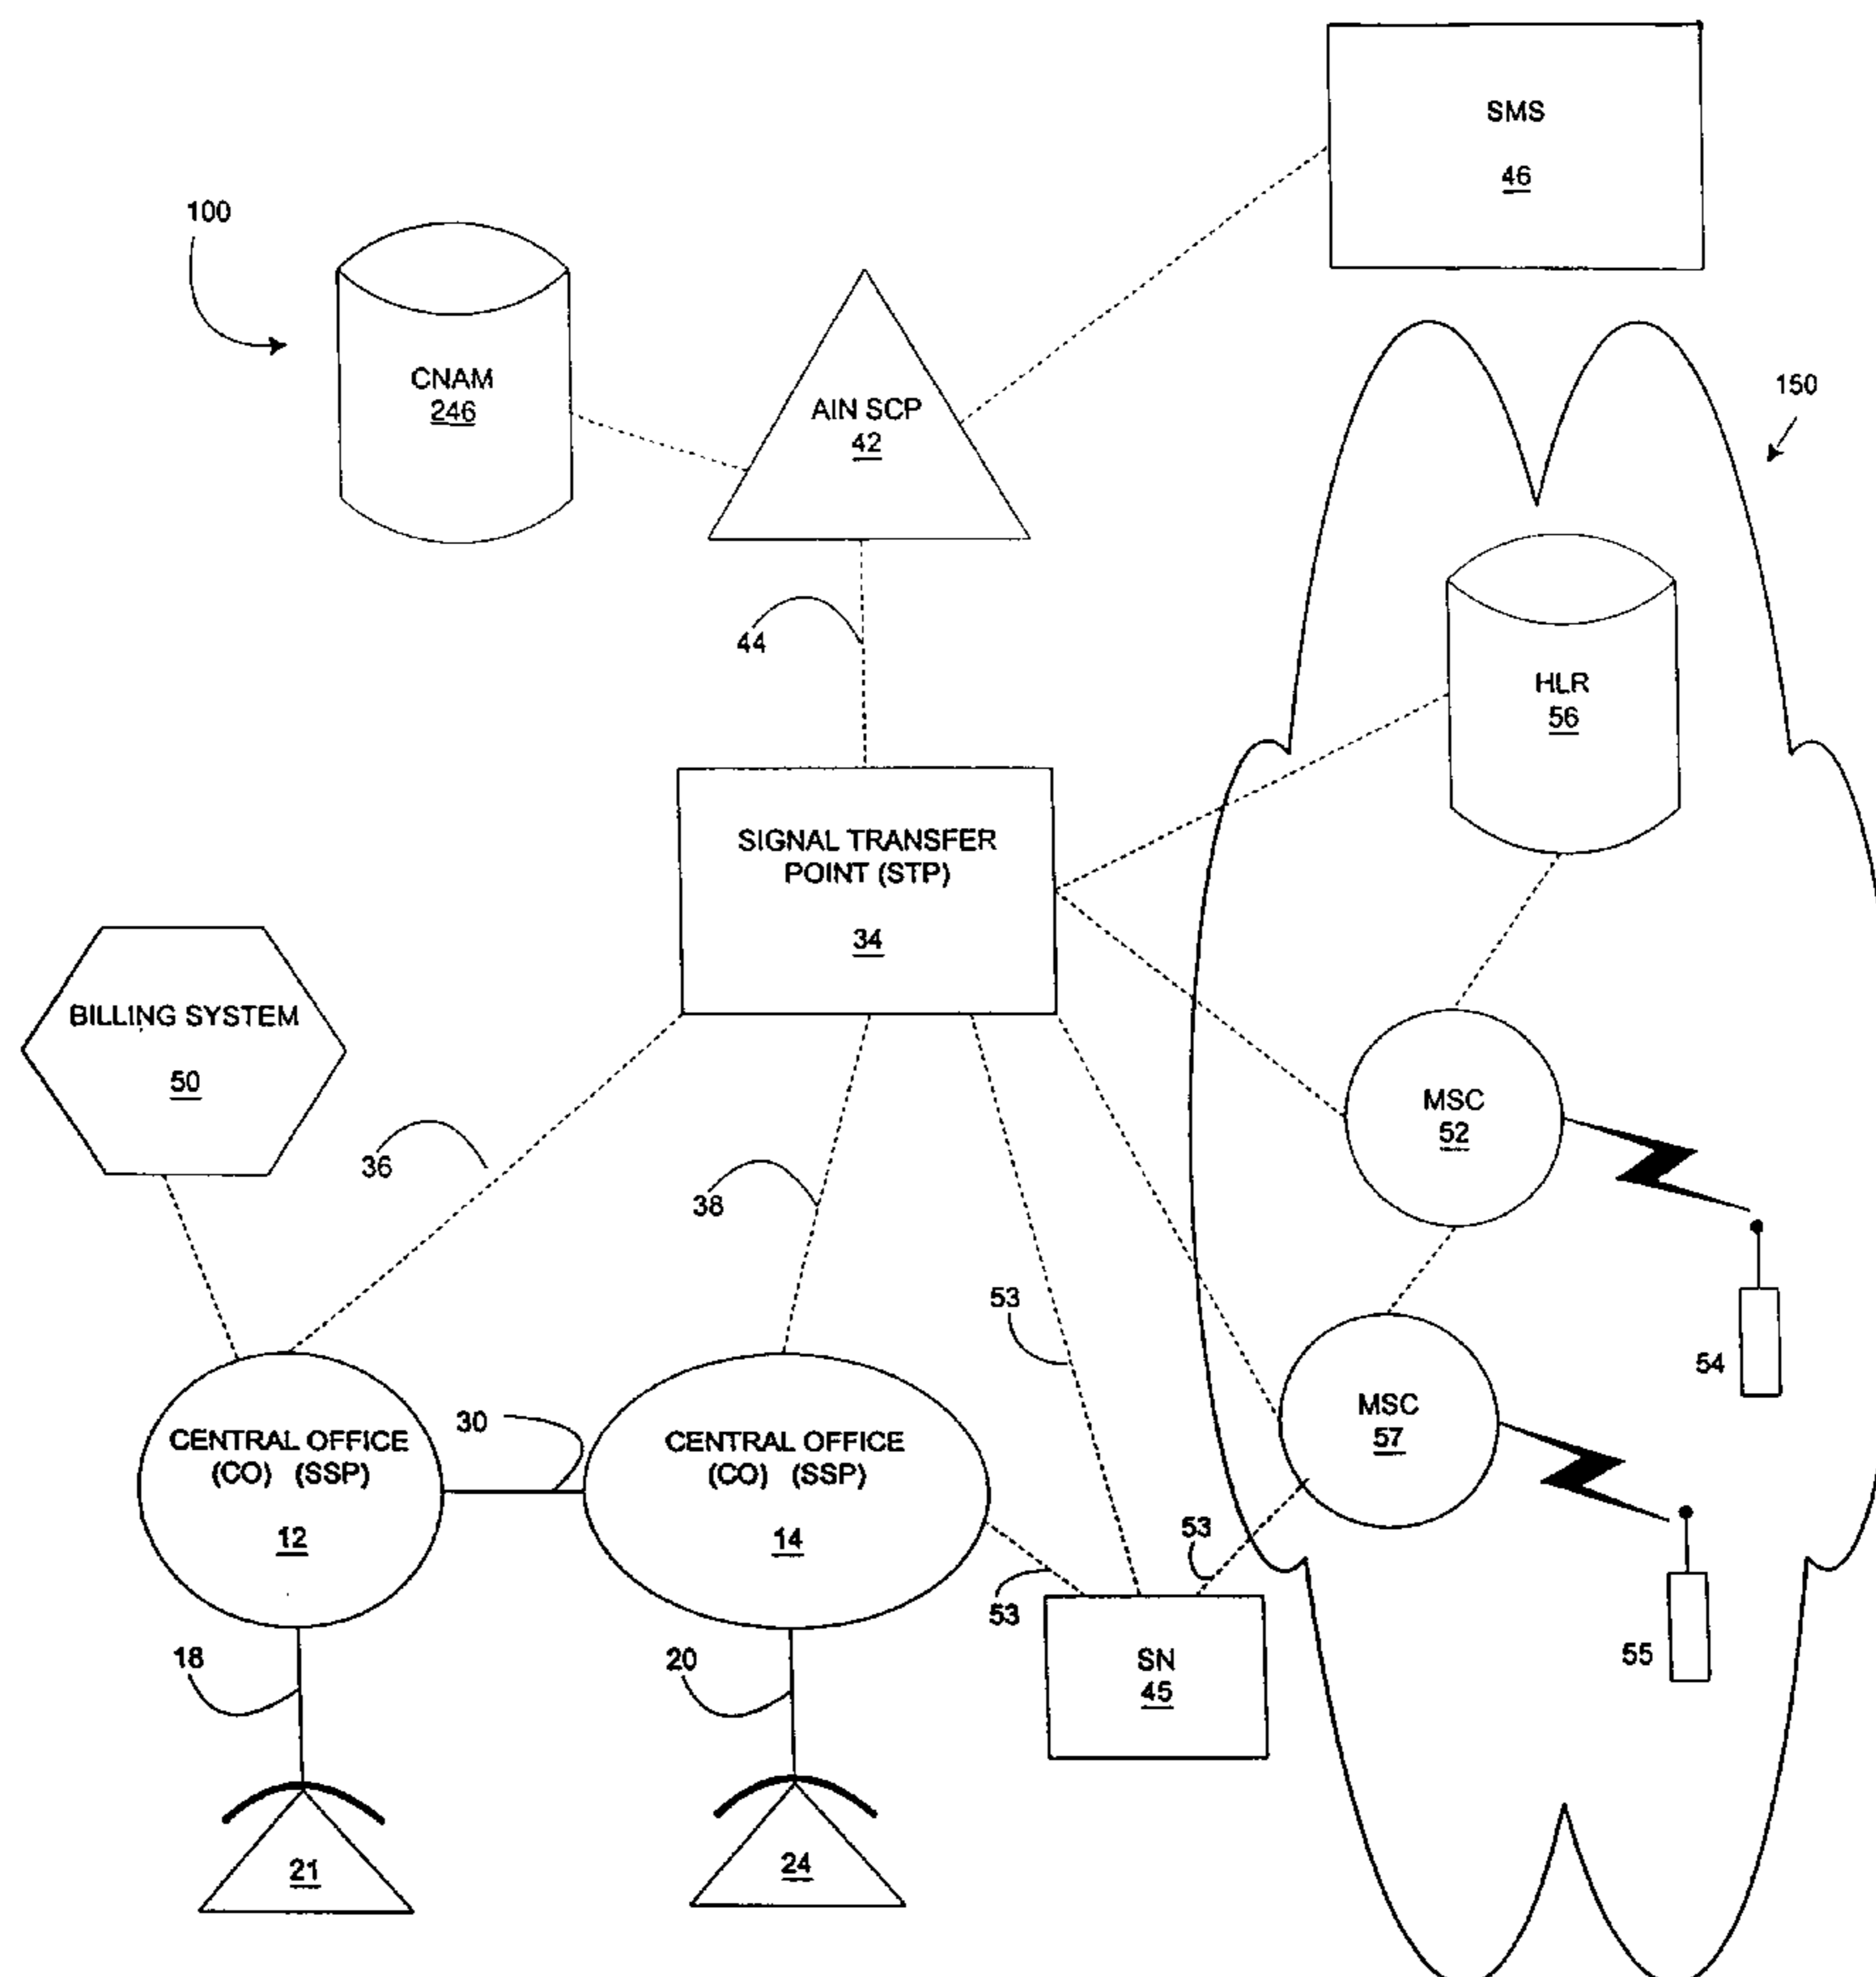 SMS
46
100
CNAM
246
AIN SCP
42
150
44
HLR
56
SIGNAL TRANSFER
POINT (STP)
34
BILLING SYSTEM
50
36
38
MSC
52
53
54
MSC
57
CENTRAL OFFICE
(CO) (SSP)
12
30
CENTRAL OFFICE
(CO) (SSP)
14
53
53
18
20
SN
45
55
21
24